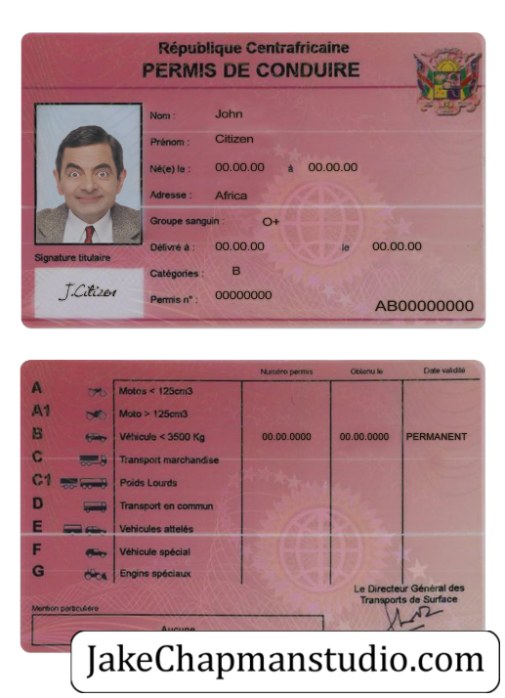 République Centrafricaine
PERMIS DE CONDUIRE
Nom : John
Prénom : Citizen
Né(e) le : 00.00.00 à 00.00.00
Adresse : Africa
Groupe sanguin : O+
Délivré à : 00.00.00 le 00.00.00
Catégories : B
Permis n° : 00000000
Signature titulaire
J.Citizen
AB00000000
Numéro permis Obtenu le Date validité
A Motos < 125cm3
A1 Moto > 125cm3
B Véhicule < 3500 Kg 00.00.0000 00.00.0000 PERMANENT
C Transport marchandise
C1 Poids Lourds
D Transport en commun
E Vehicules attelés
F Véhicule spécial
G Engins spéciaux
Le Directeur Général des
Transports de Surface
Mention particulière
Aucune
JakeChapmanstudio.com